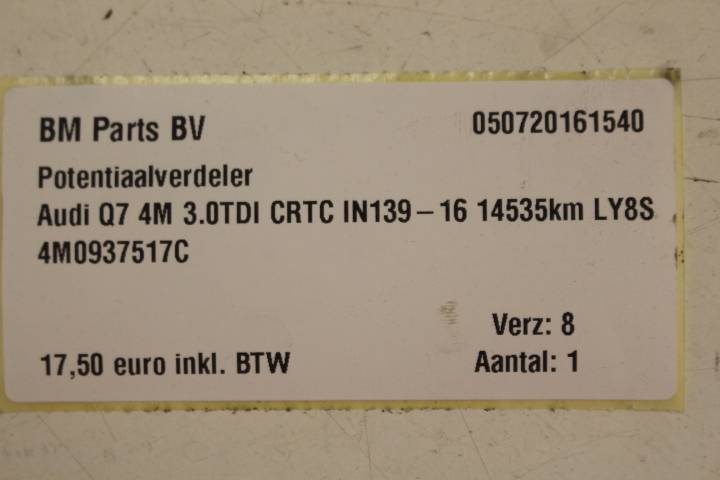 BM Parts BV 050720161540
Potentiaalverdeler
Audi Q7 4M 3.0TDI CRTC IN139-16 14535km LY8S
4M0937517C
Verz: 8
17,50 euro inkl. BTW Aantal: 1